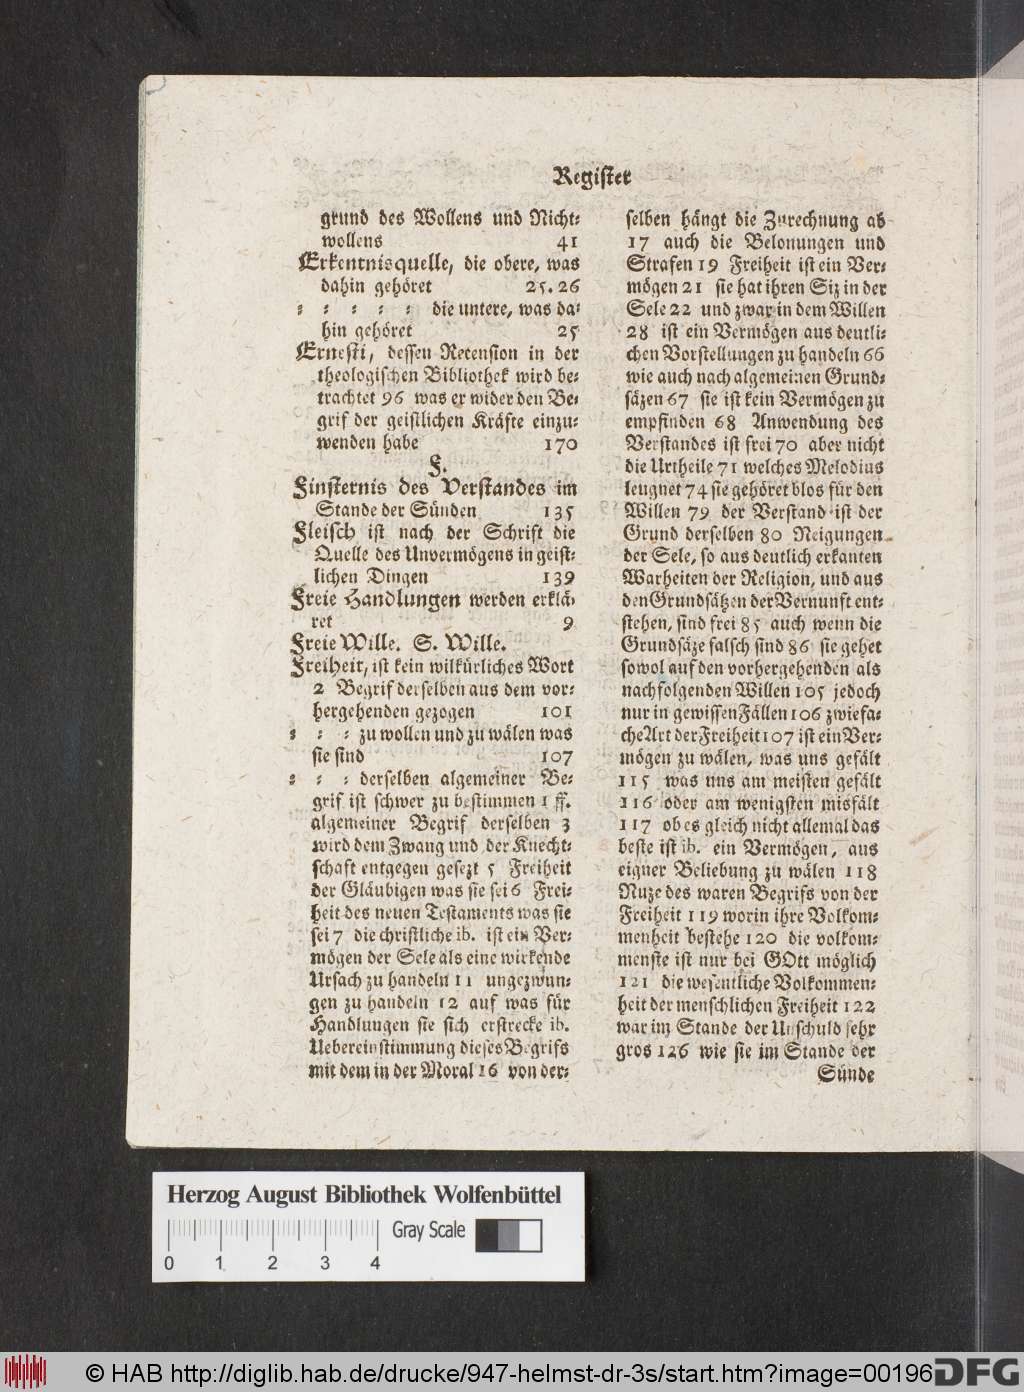 Register
grund des Wollens und Nicht⸗
wollens 41
Erkentnisquelle, die obere, was
dahin gehöret 25. 26
⸗ ⸗ ⸗ ⸗ ⸗ die untere, was da⸗
hin gehöret 25
Ernesti, dessen Recension in der
theologischen Bibliothek wird be⸗
trachtet 96 was er wider den Be⸗
grif der geistlichen Kräfte einzu⸗
wenden habe 170
F.
Finsternis des Verstandes im
Stande der Sünden 135
Fleisch ist nach der Schrift die
Quelle des Unvermögens in geist⸗
lichen Dingen 139
Freie Handlungen werden erklä⸗
ret 9
Freie Wille. S. Wille.
Freiheit, ist kein wilkürliches Wort
2 Begrif derselben aus dem vor⸗
hergehenden gezogen 101
⸗ ⸗ ⸗ zu wollen und zu wälen was
sie sind 107
⸗ ⸗ ⸗ derselben algemeiner Be⸗
grif ist schwer zu bestimmen 1 ff.
algemeiner Begrif derselben 3
wird dem Zwang und der Knecht⸗
schaft entgegen gesezt 5 Freiheit
der Gläubigen was sie sei 6 Frei⸗
heit des neuen Testaments was sie
sei 7 die christliche ib. ist ein Ver⸗
mögen der Sele als eine wirkende
Ursach zu handeln 11 ungezwun⸗
gen zu handeln 12 auf was für
Handlungen sie sich erstrecke ib.
Uebereinstimmung dieses Begrifs
mit dem in der Moral 16 von der⸗
selben hängt die Zurechnung ab
17 auch die Belonungen und
Strafen 19 Freiheit ist ein Ver⸗
mögen 21 sie hat ihren Siz in der
Sele 22 und zwar in dem Willen
28 ist ein Vermögen aus deutli⸗
chen Vorstellungen zu handeln 66
wie auch nach algemeinen Grund⸗
säzen 67 sie ist kein Vermögen zu
empfinden 68 Anwendung des
Verstandes ist frei 70 aber nicht
die Urtheile 71 welches Melodius
leugnet 74 sie gehöret blos für den
Willen 79 der Verstand ist der
Grund derselben 80 Neigungen
der Sele, so aus deutlich erkanten
Warheiten der Religion, und aus
den Grundsätzen der Vernunft ent⸗
stehen, sind frei 85 auch wenn die
Grundsäze falsch sind 86 sie gehet
sowol auf den vorhergehenden als
nachfolgenden Willen 105 jedoch
nur in gewissen Fällen 106 zwiefa⸗
che Art der Freiheit 107 ist ein Ver⸗
mögen zu wälen, was uns gefält
115 was uns am meisten gefält
116 oder am wenigsten misfält
117 ob es gleich nicht allemal das
beste ist ib. ein Vermögen, aus
eigner Beliebung zu wälen 118
Nuze des waren Begrifs von der
Freiheit 119 worin ihre Volkom⸗
menheit bestehe 120 die volkom⸗
menste ist nur bei GOtt möglich
121 die wesentliche Volkommen⸗
heit der menschlichen Freiheit 122
war im Stande der Unschuld sehr
gros 126 wie sie im Stande der
Sünde
Herzog August Bibliothek Wolfenbüttel
Gray Scale
0 1 2 3 4
© HAB http://diglib.hab.de/drucke/947-helmst-dr-3s/start.htm?image=00196
DFG